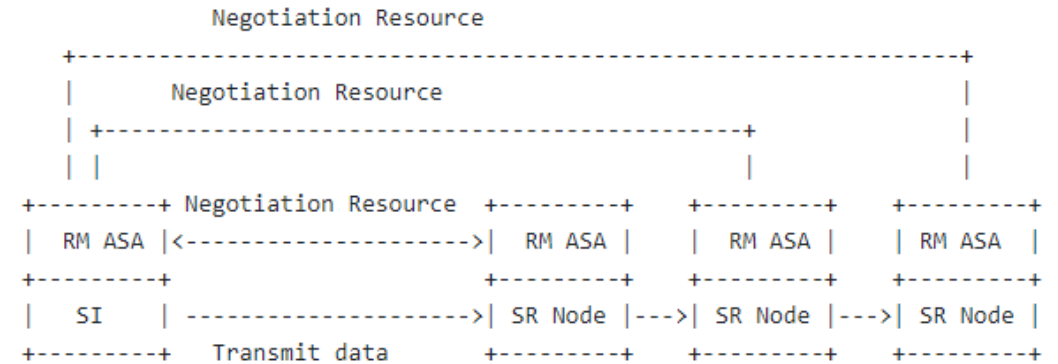 Negotiation Resource
Negotiation Resource
Negotiation Resource
RM ASA RM ASA RM ASA RM ASA
SI SR Node SR Node SR Node
Transmit data